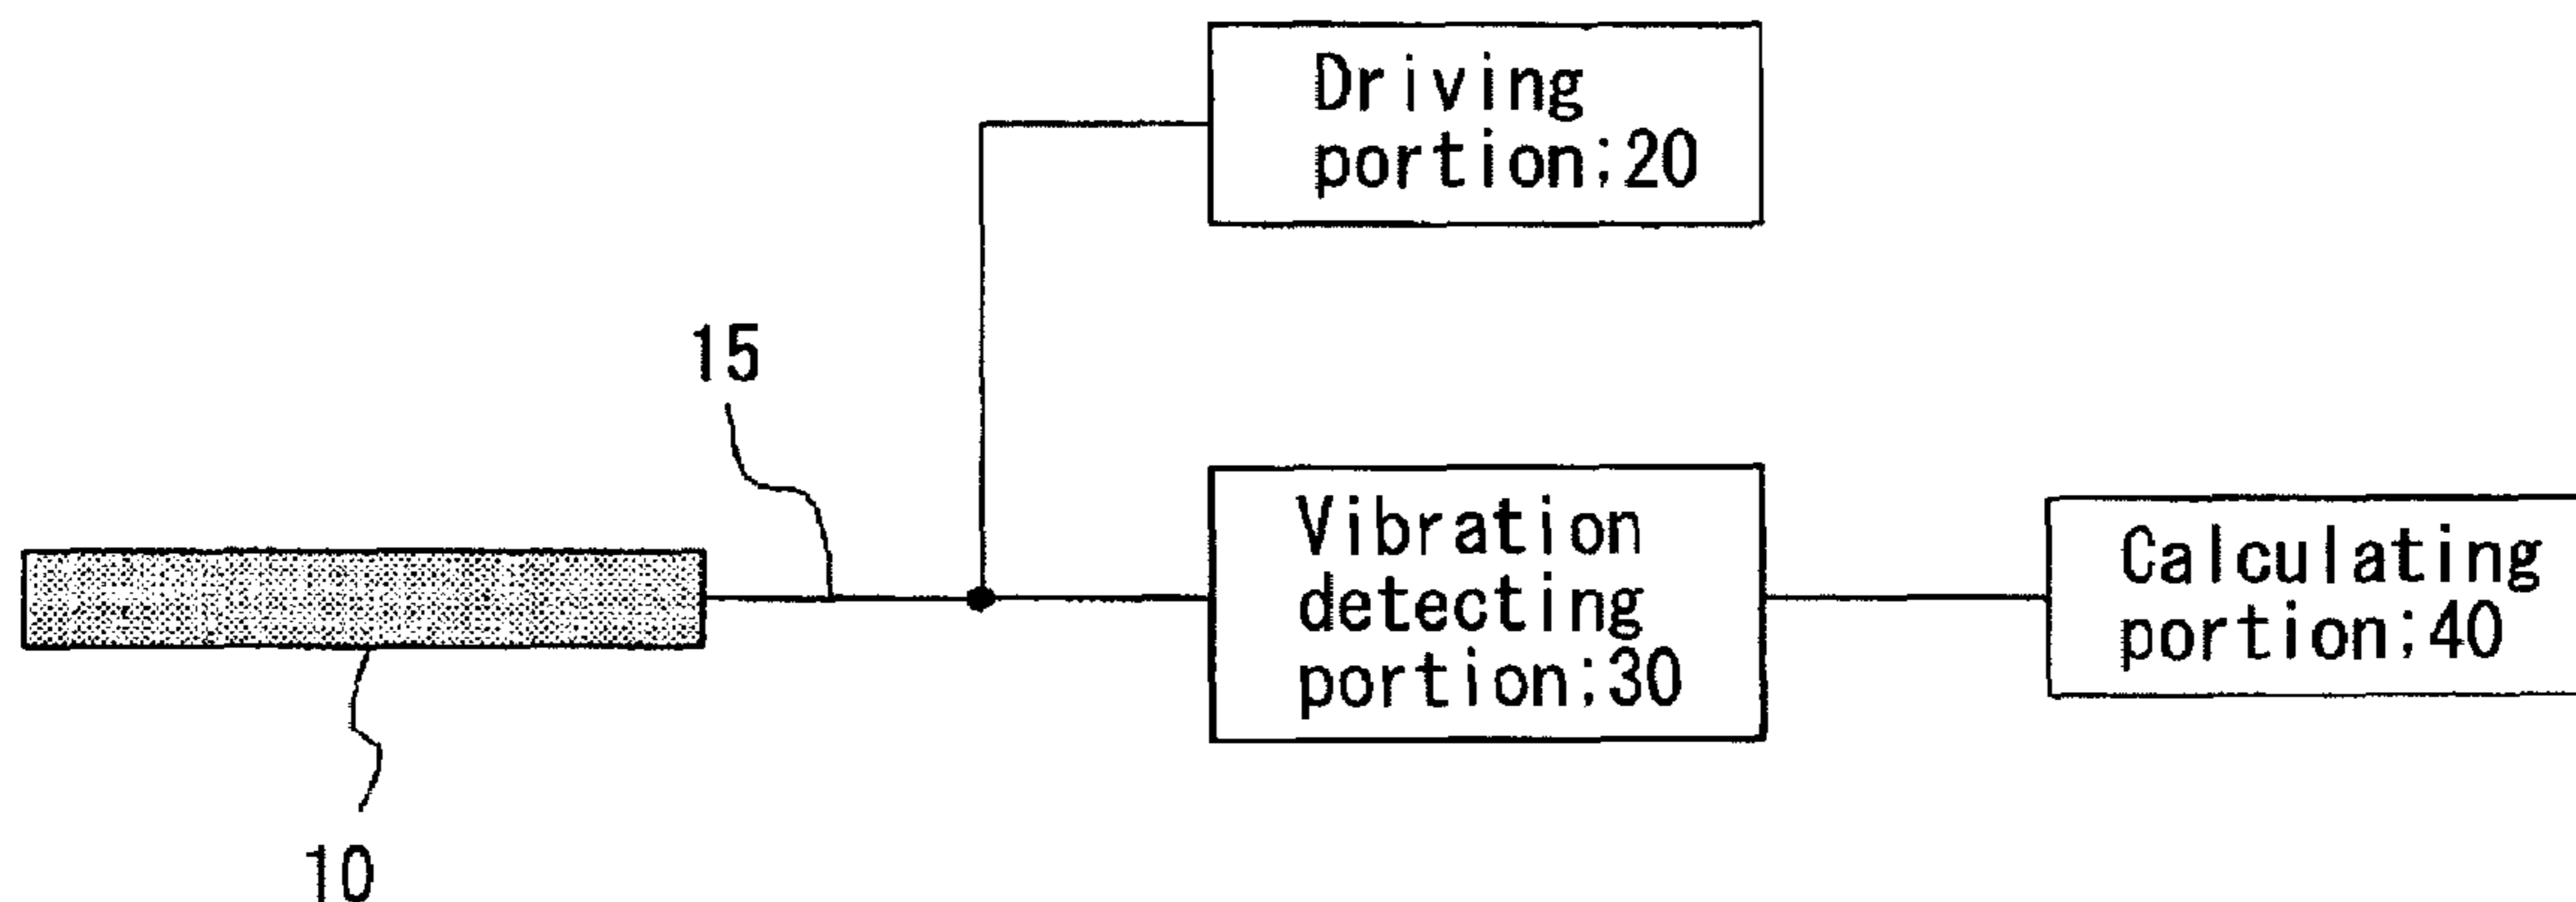 Driving
portion;20
15
Vibration
detecting
portion;30
Calculating
portion;40
10